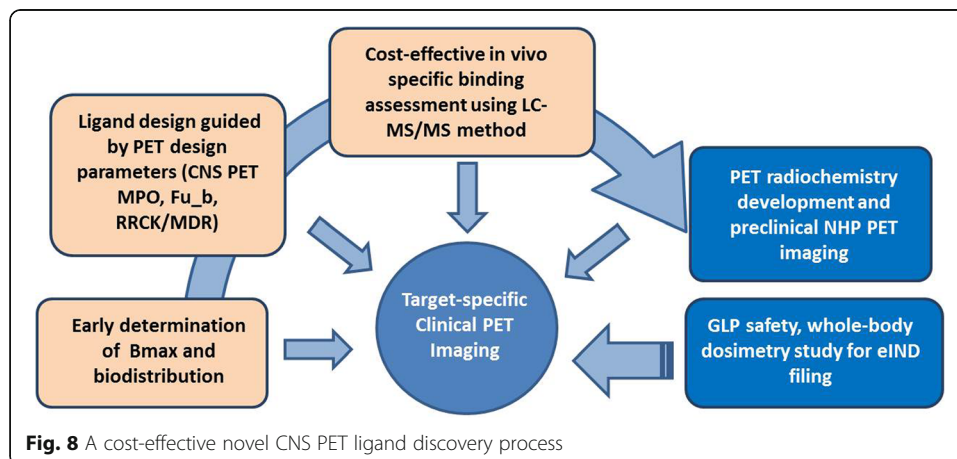 Cost-effective in vivo
specific binding
assessment using LC-
MS/MS method
Ligand design guided
by PET design
parameters (CNS PET
MPO, Fu_b,
RRCK/MDR)
PET radiochemistry
development and
preclinical NHP PET
imaging
Target-specific
Clinical PET
Imaging
Early determination
of Bmax and
biodistribution
GLP safety, whole-body
dosimetry study for eIND
filing
Fig. 8 A cost-effective novel CNS PET ligand discovery process